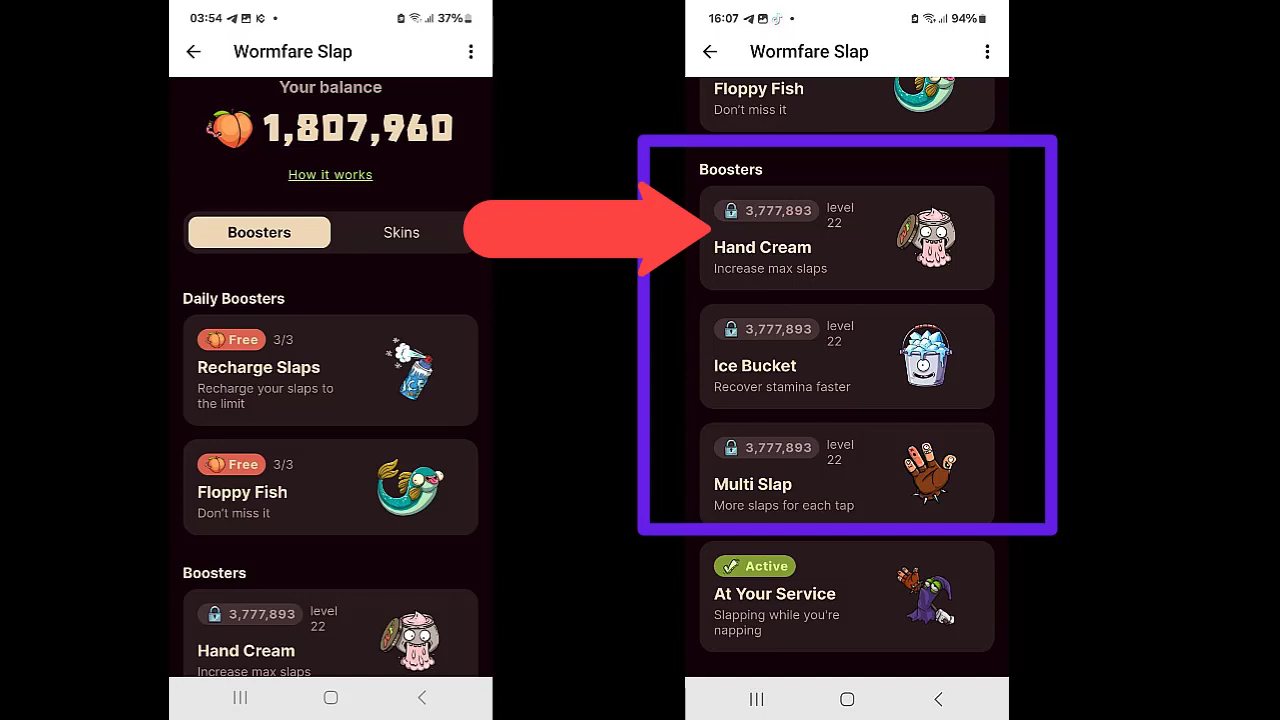 03:54
37%
Wormfare Slap
Your balance
1,807,960
How it works
Boosters
Skins
Daily Boosters
Free 3/3
Recharge Slaps
Recharge your slaps to
the limit
Free 3/3
Floppy Fish
Don't miss it
Boosters
3,777,893 level
22
Hand Cream
Increase max slaps
16:07
94%
Wormfare Slap
Floppy Fish
Don't miss it
Boosters
3,777,893 level
22
Hand Cream
Increase max slaps
3,777,893 level
22
Ice Bucket
Recover stamina faster
3,777,893 level
22
Multi Slap
More slaps for each tap
Active
At Your Service
Slapping while you're
napping